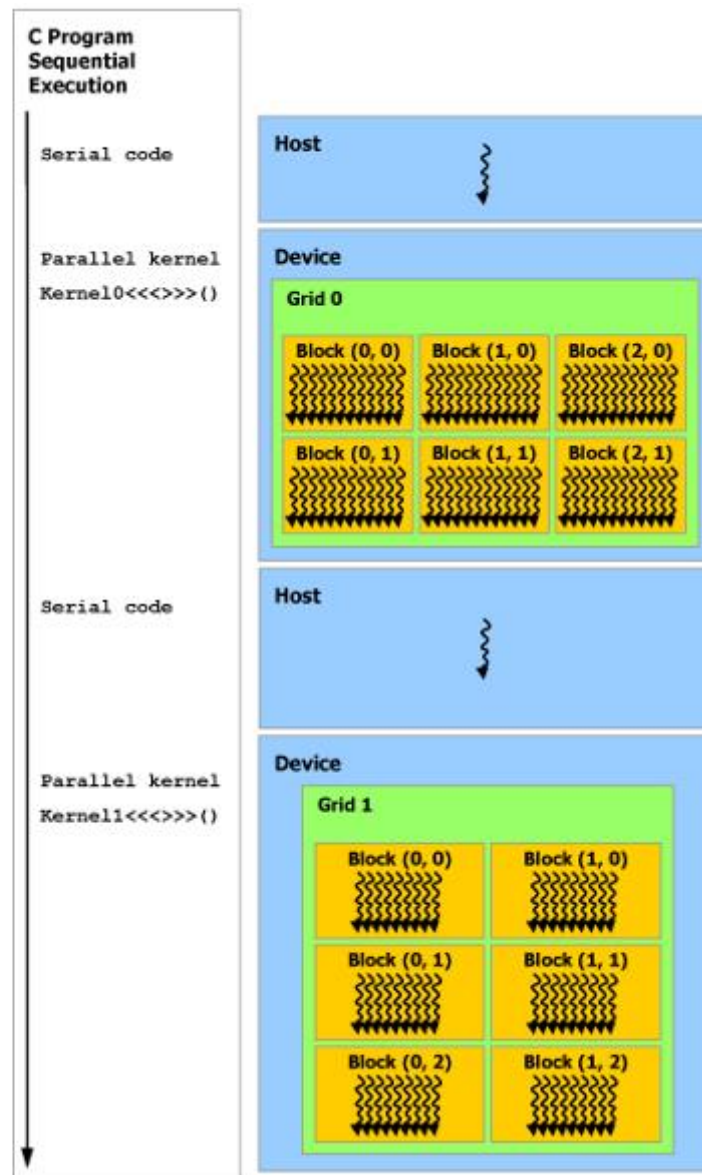 C Program
Sequential
Execution
Serial code
Host
Parallel kernel
Kernel0<<<>>>()
Device
Grid 0
Block (0, 0)
Block (1, 0)
Block (2, 0)
Block (0, 1)
Block (1, 1)
Block (2, 1)
Serial code
Host
Parallel kernel
Kernel1<<<>>>()
Device
Grid 1
Block (0, 0)
Block (1, 0)
Block (0, 1)
Block (1, 1)
Block (0, 2)
Block (1, 2)